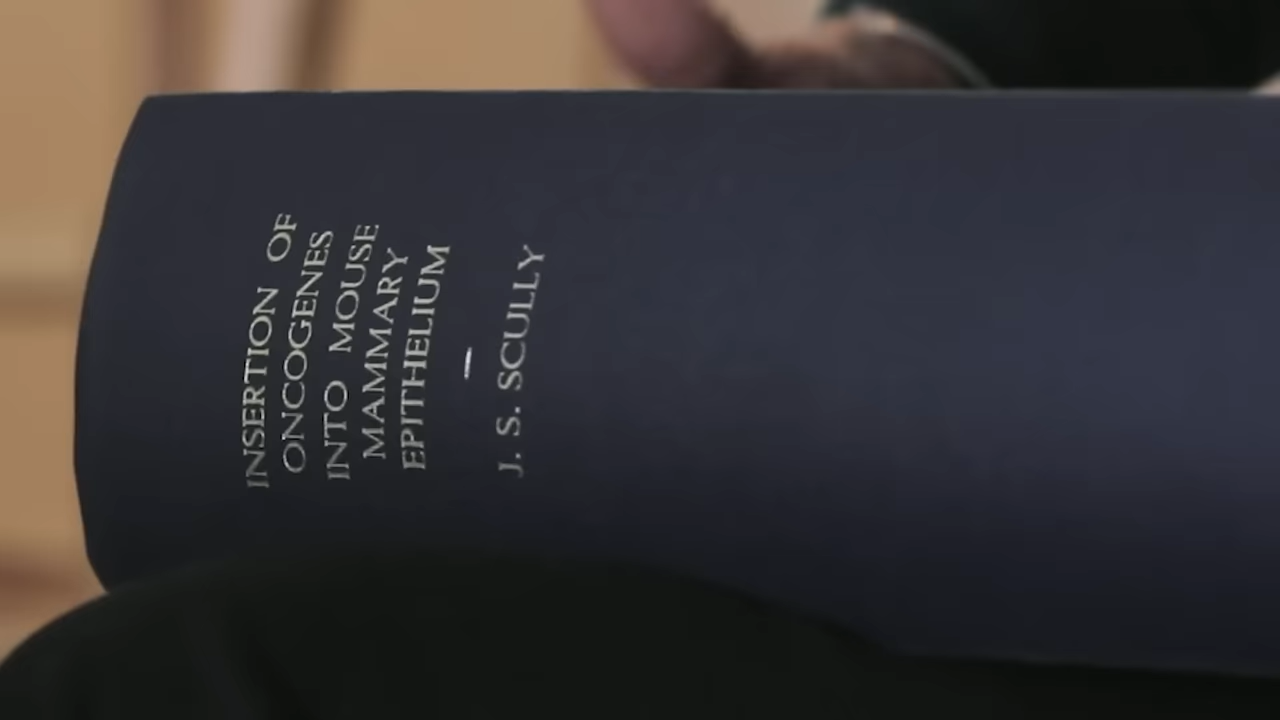 INSERTION OF
ONCOGENES
INTO MOUSE
MAMMARY
EPITHELIUM
–
J. S. SCULLY